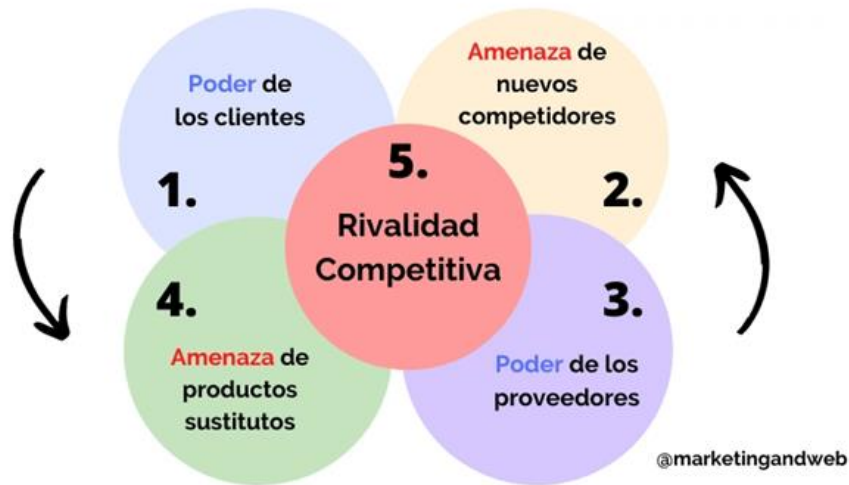 Poder de
los clientes
1.
Amenaza de
nuevos
competidores
2.
5.
Rivalidad
Competitiva
4.
Amenaza de
productos
sustitutos
3.
Poder de los
proveedores
@marketingandweb